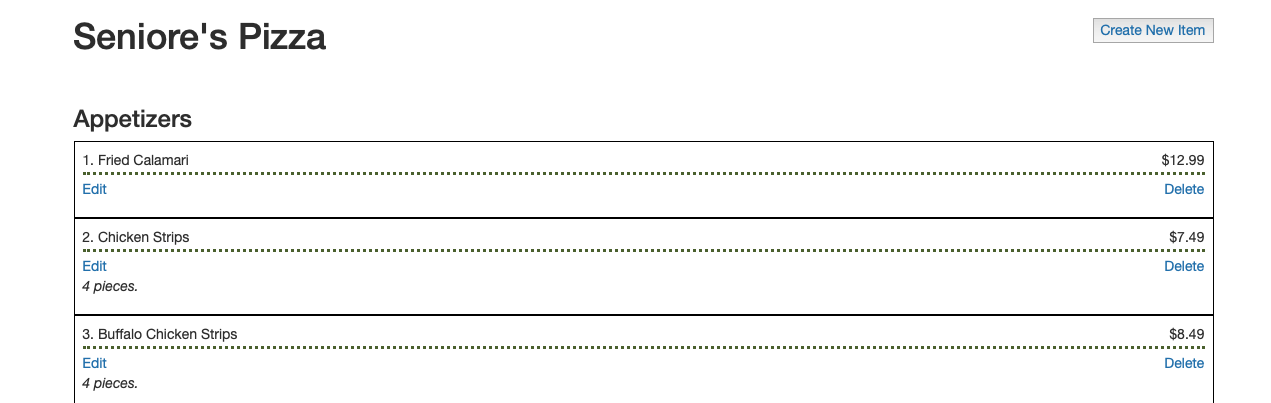 Seniore's Pizza
Create New Item
Appetizers
1. Fried Calamari $12.99
Edit Delete
2. Chicken Strips $7.49
Edit Delete
4 pieces.
3. Buffalo Chicken Strips $8.49
Edit Delete
4 pieces.